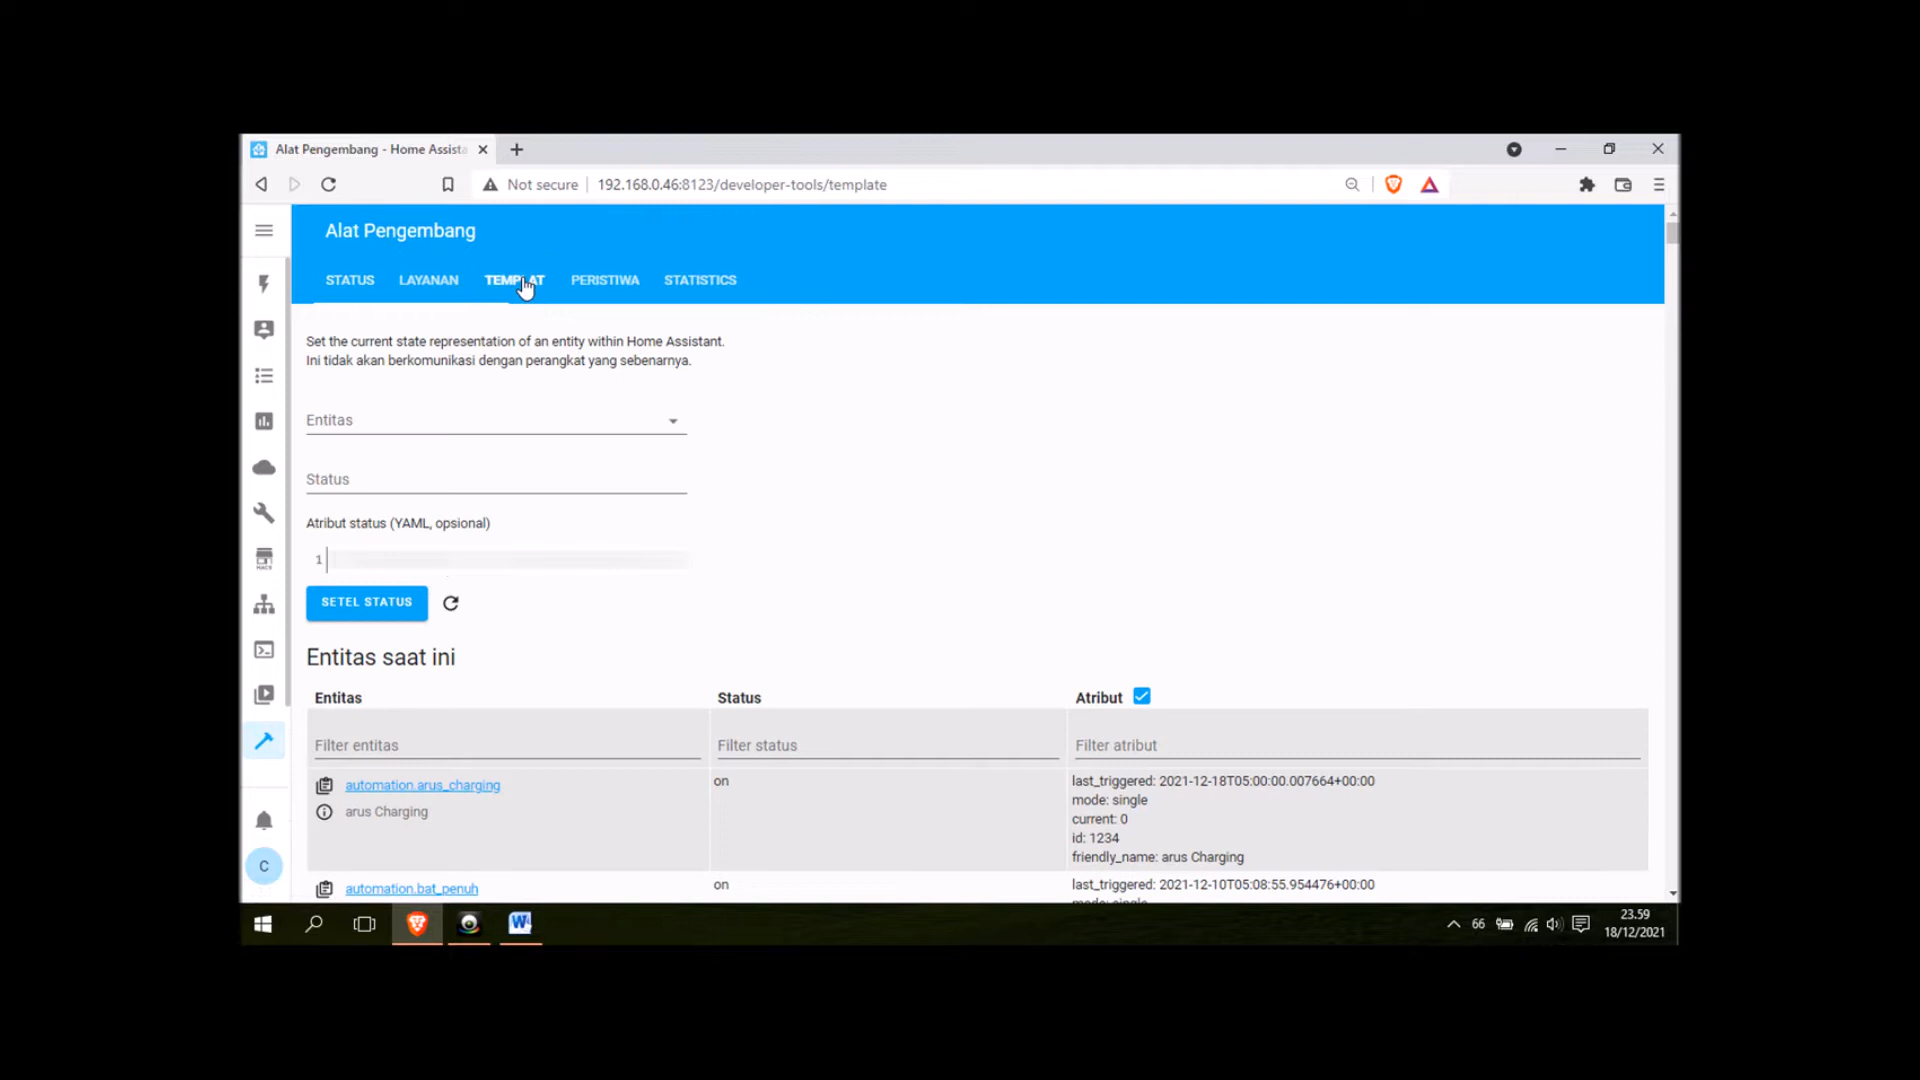 Alat Pengembang - Home Assista
Not secure
192.168.0.46:8123/developer-tools/template
Alat Pengembang
STATUS
LAYANAN
TEMPLAT
PERISTIWA
STATISTICS
Set the current state representation of an entity within Home Assistant.
Ini tidak akan berkomunikasi dengan perangkat yang sebenarnya.
Entitas
Status
Atribut status (YAML, opsional)
1
SETEL STATUS
Entitas saat ini
Entitas
Status
Atribut
Filter entitas
Filter status
Filter atribut
automation.arus_charging
arus Charging
on
last_triggered: 2021-12-18T05:00:00.007664+00:00
mode: single
current: 0
id: 1234
friendly_name: arus Charging
automation.bat_penuh
on
last_triggered: 2021-12-10T05:08:55.954476+00:00
mode: single
HACS
C
66
23.59
18/12/2021